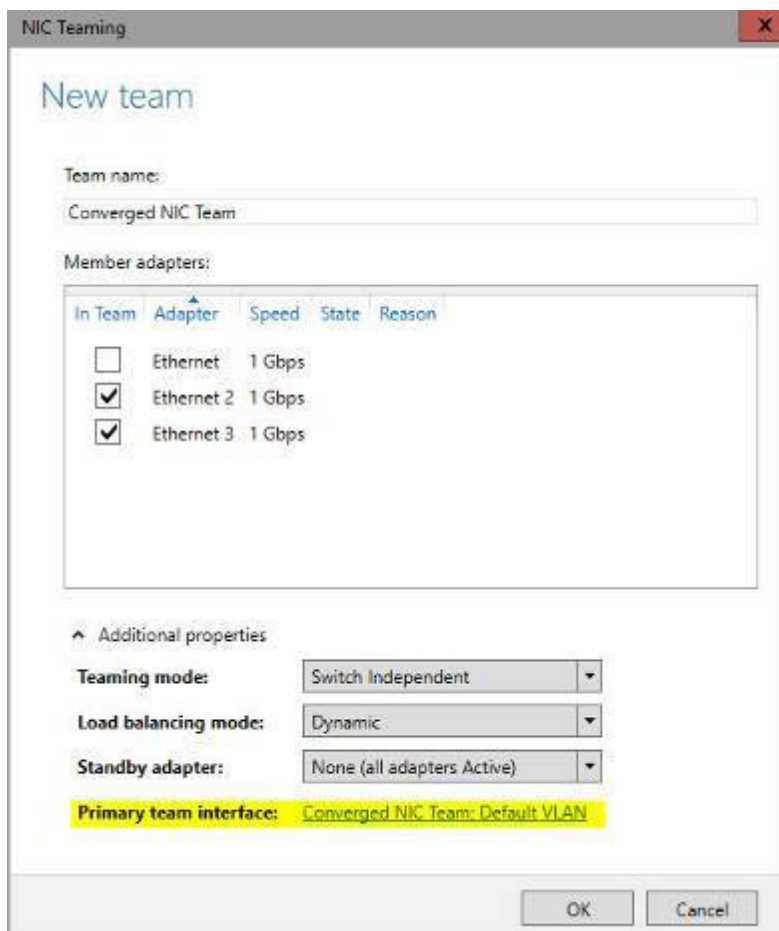 NIC Teaming
x
New team
Team name:
Converged NIC Team
Member adapters:
In Team Adapter Speed State Reason
Ethernet 1 Gbps
Ethernet 2 1 Gbps
Ethernet 3 1 Gbps
Additional properties
Teaming mode: Switch Independent
Load balancing mode: Dynamic
Standby adapter: None (all adapters Active)
Primary team interface: Converged NIC Team: Default VLAN
OK Cancel